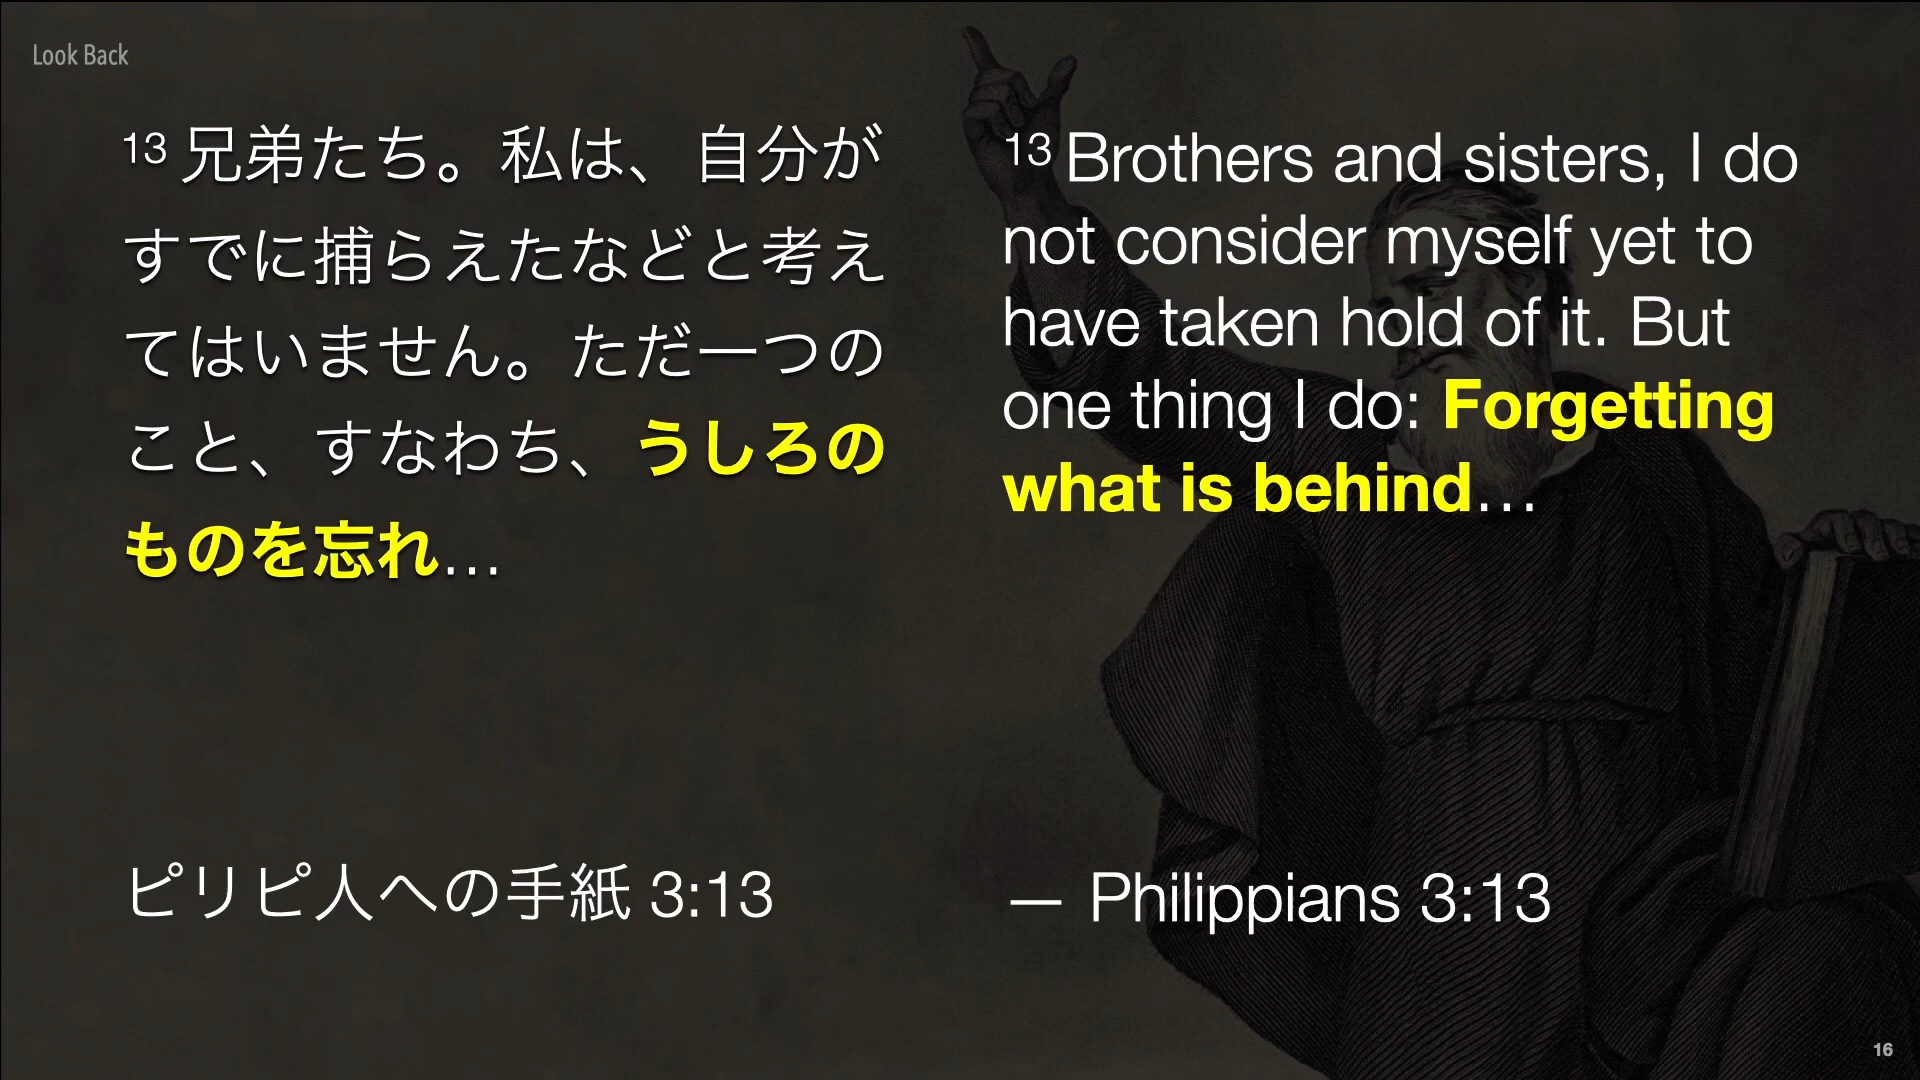 Look Back
13 兄弟たち。私は、自分が
すでに捕らえたなどと考え
てはいません。ただ一つの
こと、すなわち、うしろの
ものを忘れ…
ピリピ人への手紙 3:13
13 Brothers and sisters, I do
not consider myself yet to
have taken hold of it. But
one thing I do: Forgetting
what is behind…
— Philippians 3:13
16